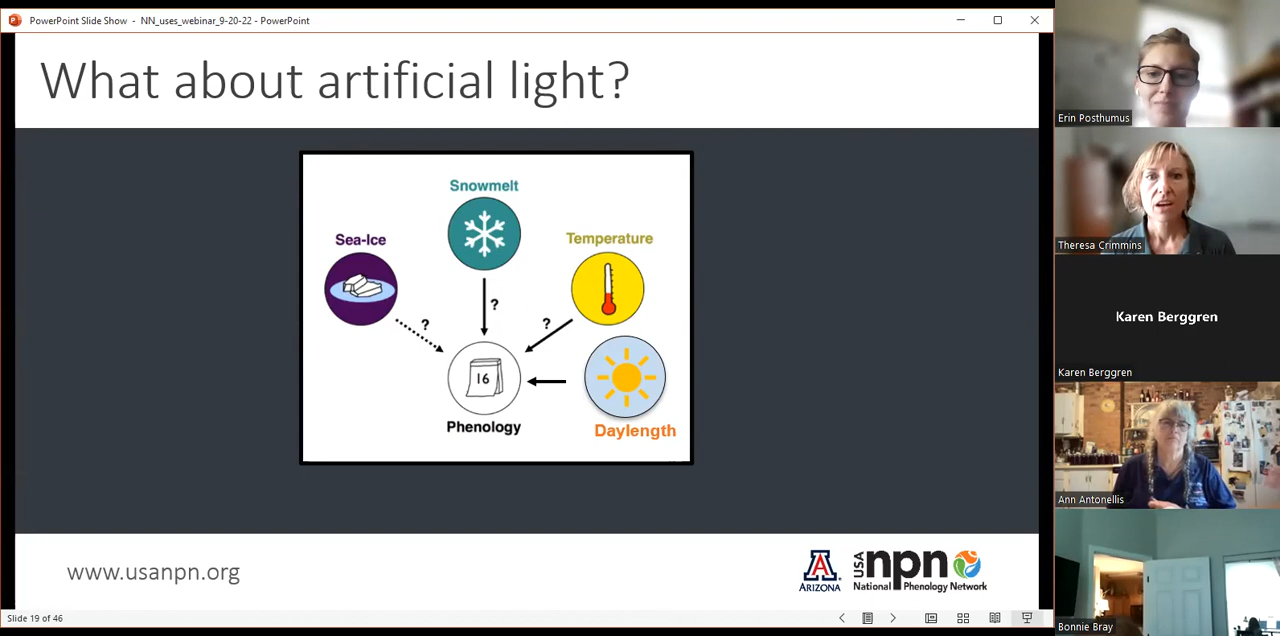 PowerPoint Slide Show - NN_uses_webinar_9-20-22 - PowerPoint
What about artificial light?
Snowmelt
Sea-Ice
Temperature
?
?
?
16
Phenology
Daylength
www.usanpn.org
A
ARIZONA
USA npn
National Phenology Network
Slide 19 of 46
Erin Posthumus
Theresa Crimmins
Karen Berggren
Karen Berggren
Ann Antonellis
Bonnie Bray